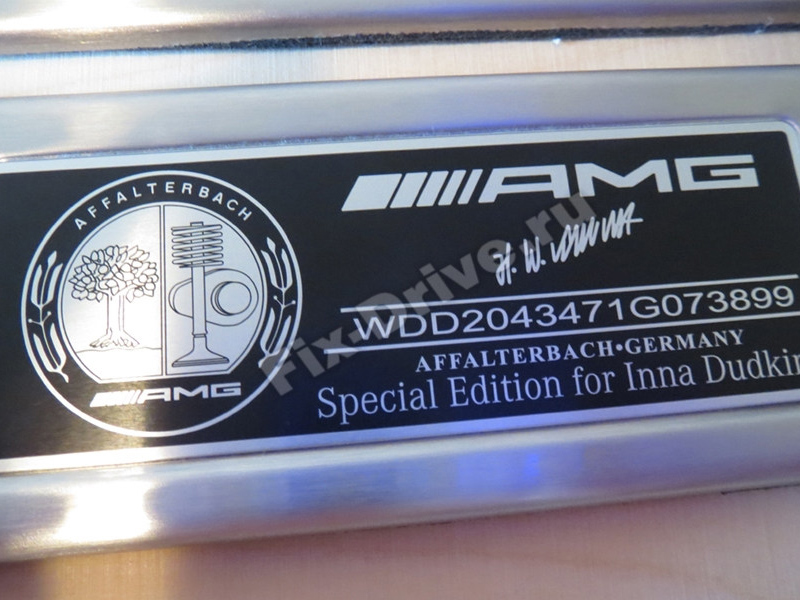 AFFALTERBACH
AMG
AMG
H. W.
WDD2043471G073899
AFFALTERBACH•GERMANY
Special Edition for Inna Dudkin
Fix-Drive.ru